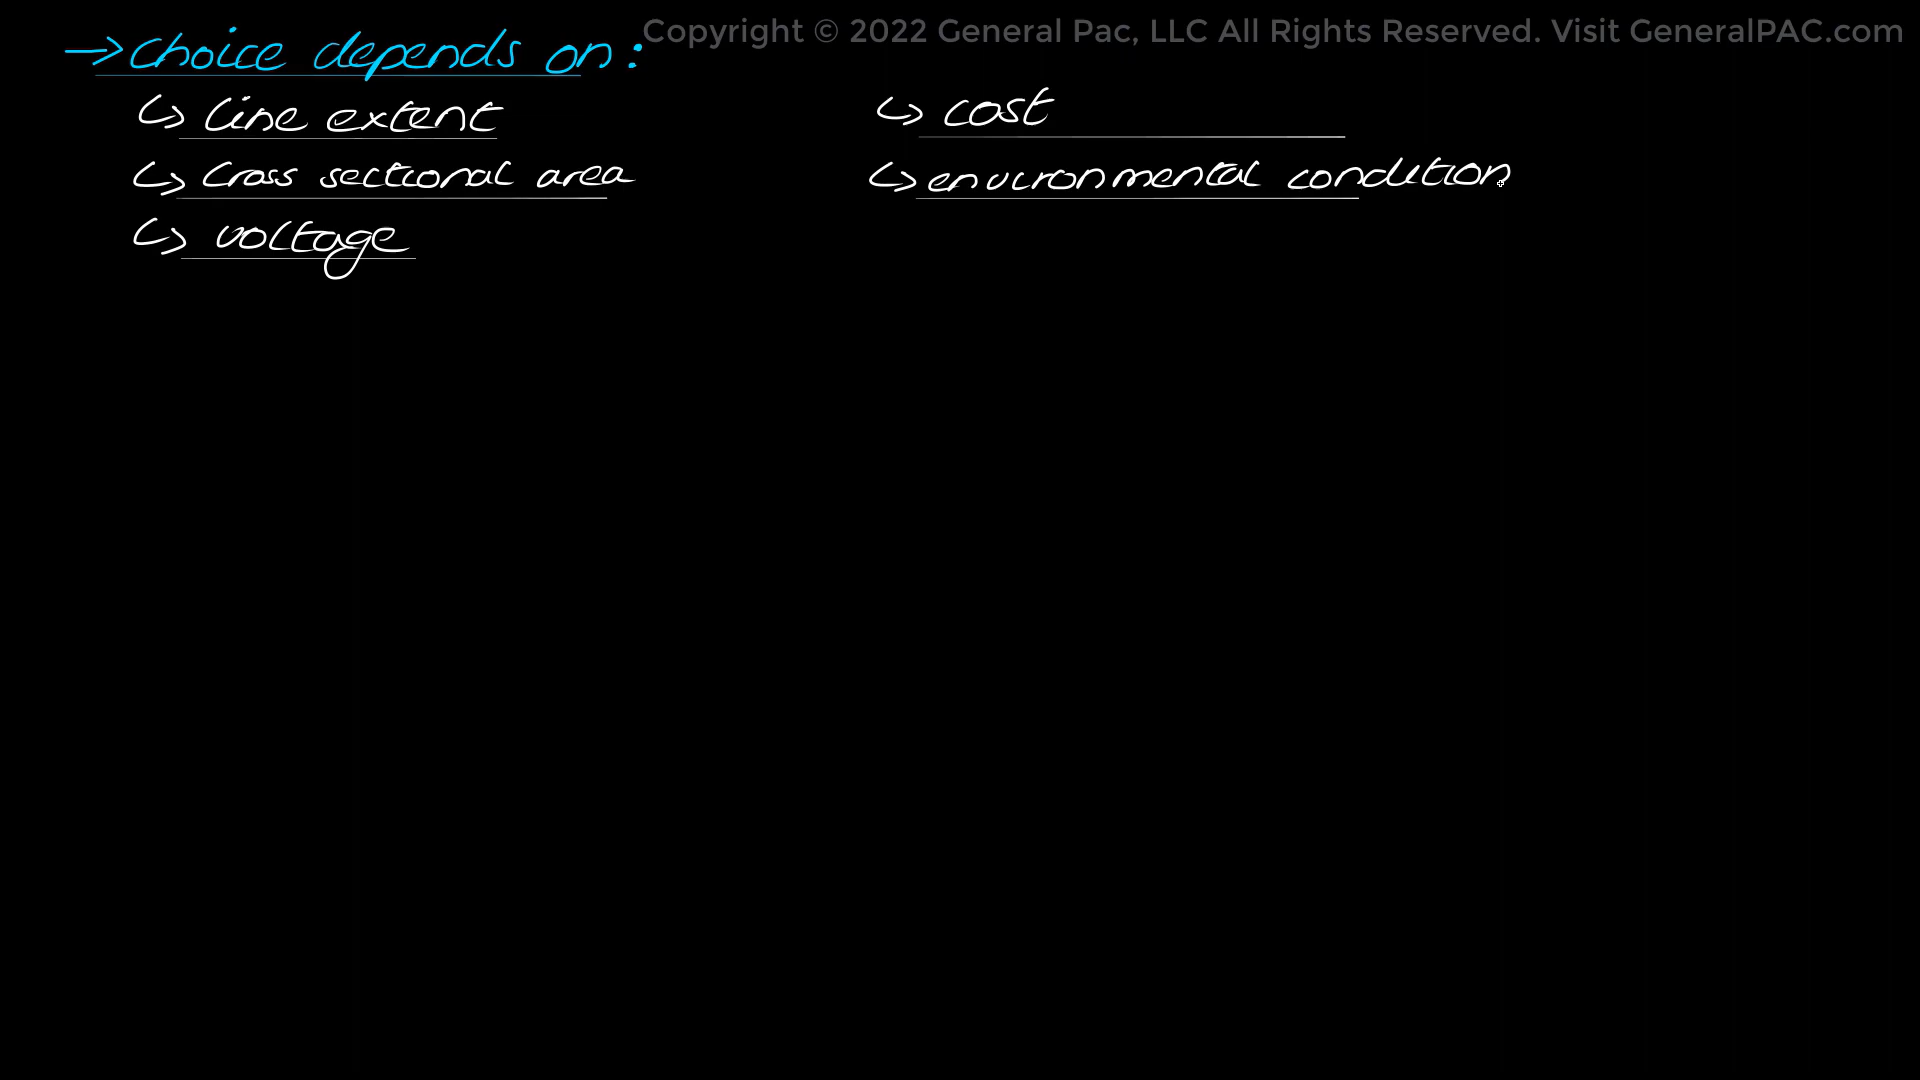 Copyright © 2022 General Pac, LLC All Rights Reserved. Visit GeneralPAC.com
→ Choice depends on:
↳ line extent
↳ cross sectional area
↳ voltage
↳ cost
↳ environmental condition